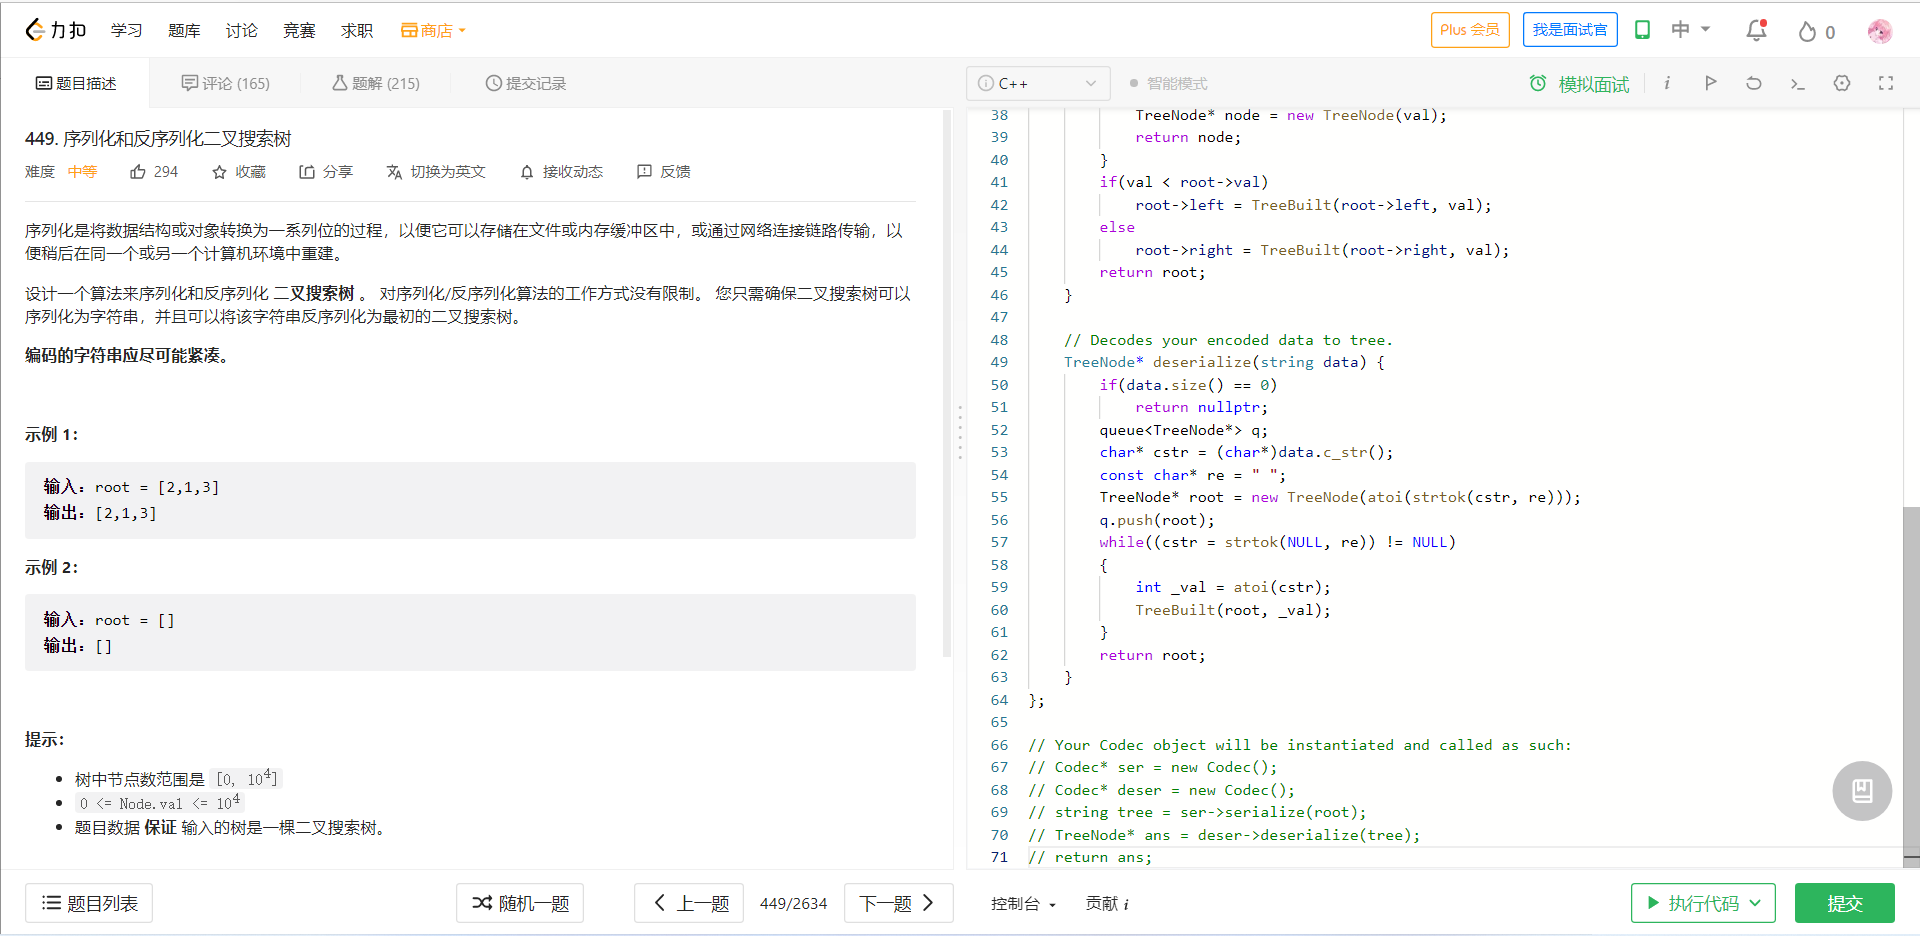 力扣 学习 题库 讨论 竞赛 求职 商店 Plus 会员 我是面试官 中 0
题目描述 评论 (165) 题解 (215) 提交记录
C++ 智能模式 模拟面试 i
449. 序列化和反序列化二叉搜索树
难度 中等 294 收藏 分享 切换为英文 接收动态 反馈
序列化是将数据结构或对象转换为一系列位的过程，以便它可以存储在文件或内存缓冲区中，或通过网络连接链路传输，以
便稍后在同一个或另一个计算机环境中重建。
设计一个算法来序列化和反序列化 二叉搜索树 。 对序列化/反序列化算法的工作方式没有限制。 您只需确保二叉搜索树可以
序列化为字符串，并且可以将该字符串反序列化为最初的二叉搜索树。
编码的字符串应尽可能紧凑。
示例 1：
输入：root = [2,1,3]
输出：[2,1,3]
示例 2：
输入：root = []
输出：[]
提示：
• 树中节点数范围是 [0, 10⁴]
• 0 <= Node.val <= 10⁴
• 题目数据 保证 输入的树是一棵二叉搜索树。
38 TreeNode* node = new TreeNode(val);
39 return node;
40 }
41 if(val < root->val)
42 root->left = TreeBuilt(root->left, val);
43 else
44 root->right = TreeBuilt(root->right, val);
45 return root;
46 }
47
48 // Decodes your encoded data to tree.
49 TreeNode* deserialize(string data) {
50 if(data.size() == 0)
51 return nullptr;
52 queue<TreeNode*> q;
53 char* cstr = (char*)data.c_str();
54 const char* re = " ";
55 TreeNode* root = new TreeNode(atoi(strtok(cstr, re)));
56 q.push(root);
57 while((cstr = strtok(NULL, re)) != NULL)
58 {
59 int _val = atoi(cstr);
60 TreeBuilt(root, _val);
61 }
62 return root;
63 }
64 };
65
66 // Your Codec object will be instantiated and called as such:
67 // Codec* ser = new Codec();
68 // Codec* deser = new Codec();
69 // string tree = ser->serialize(root);
70 // TreeNode* ans = deser->deserialize(tree);
71 // return ans;
题目列表 随机一题 上一题 449/2634 下一题 控制台 贡献 i 执行代码 提交